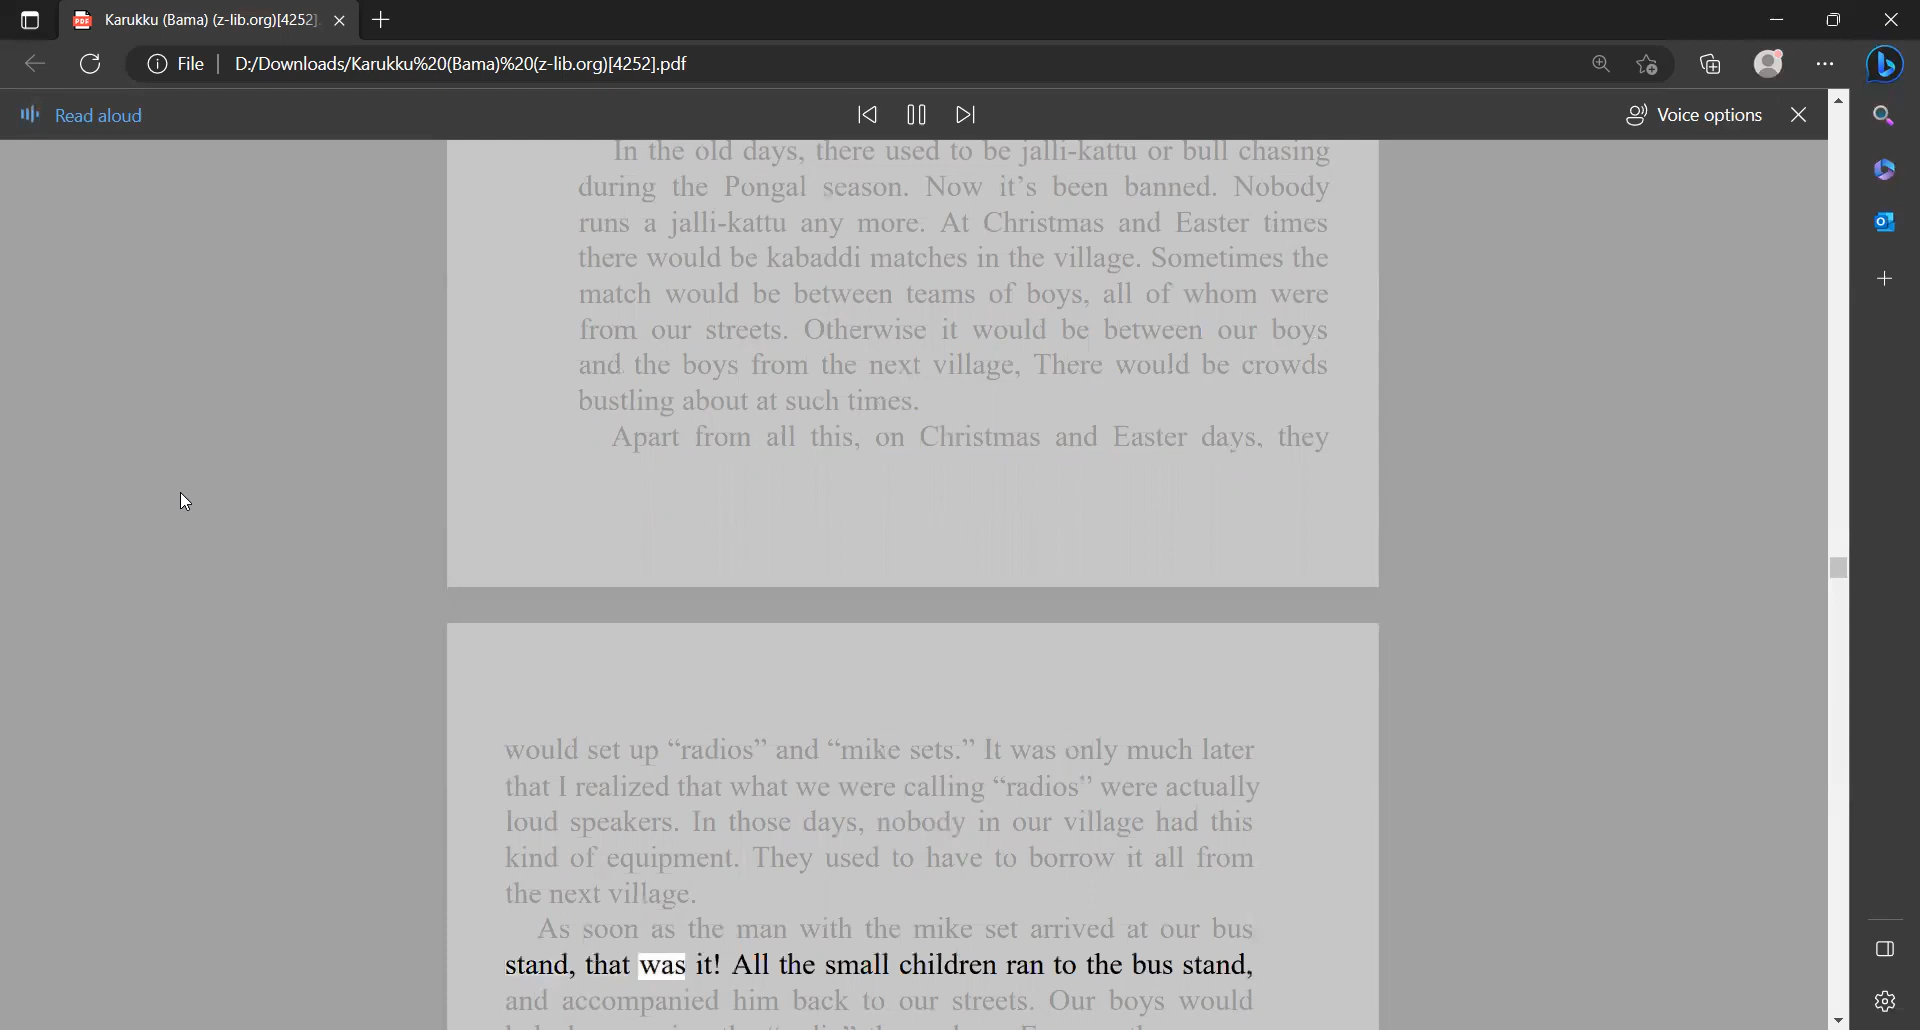 Karukku (Bama) (z-lib.org)[4252].
File
D:/Downloads/Karukku%20(Bama)%20(z-lib.org)[4252].pdf
Read aloud
Voice options
In the old days, there used to be jalli-kattu or bull chasing
during the Pongal season. Now it's been banned. Nobody
runs a jalli-kattu any more. At Christmas and Easter times
there would be kabaddi matches in the village. Sometimes the
match would be between teams of boys, all of whom were
from our streets. Otherwise it would be between our boys
and the boys from the next village, There would be crowds
bustling about at such times.
Apart from all this, on Christmas and Easter days, they
would set up “radios” and “mike sets.” It was only much later
that I realized that what we were calling “radios” were actually
loud speakers. In those days, nobody in our village had this
kind of equipment. They used to have to borrow it all from
the next village.
As soon as the man with the mike set arrived at our bus
stand, that was it! All the small children ran to the bus stand,
and accompanied him back to our streets. Our boys would